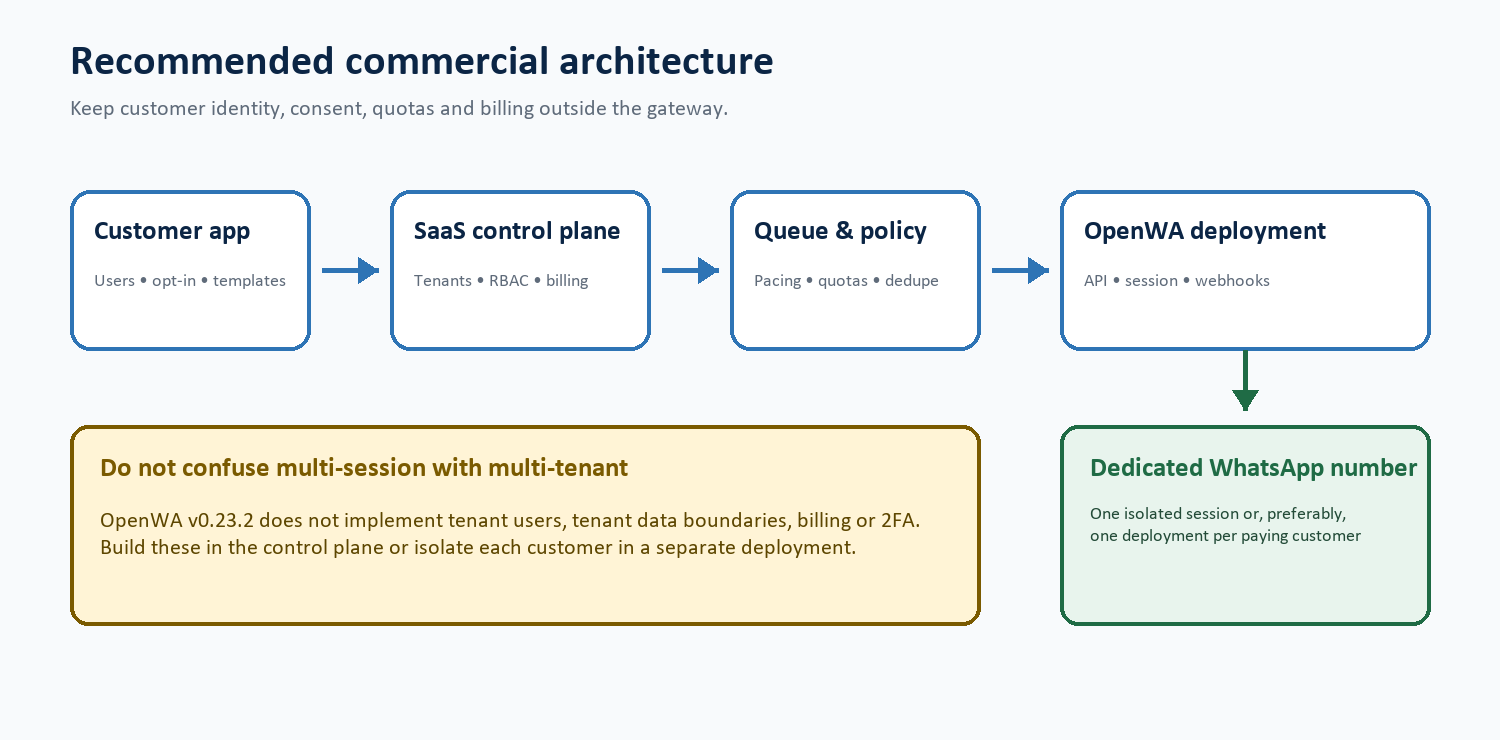 Recommended commercial architecture
Keep customer identity, consent, quotas and billing outside the gateway.
Customer app
Users • opt-in • templates
SaaS control plane
Tenants • RBAC • billing
Queue & policy
Pacing • quotas • dedupe
OpenWA deployment
API • session • webhooks
Do not confuse multi-session with multi-tenant
OpenWA v0.23.2 does not implement tenant users, tenant data boundaries, billing or 2FA.
Build these in the control plane or isolate each customer in a separate deployment.
Dedicated WhatsApp number
One isolated session or, preferably,
one deployment per paying customer